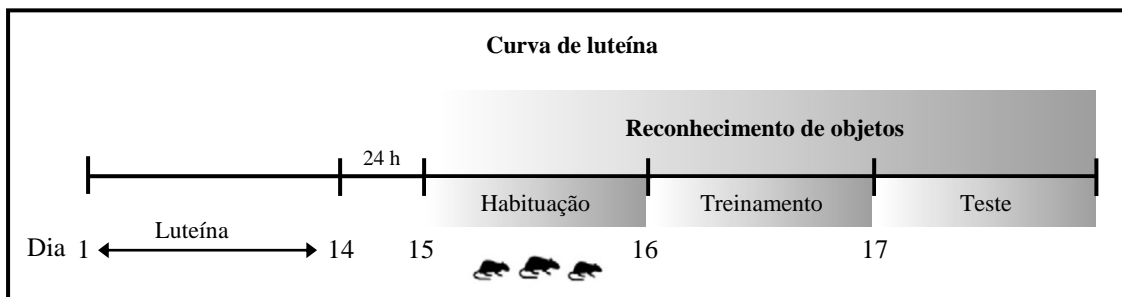 Curva de luteína
Reconhecimento de objetos
24 h
Habituação Treinamento Teste
Luteína
Dia 1 14 15 16 17